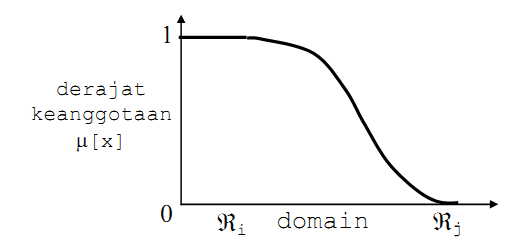 1
derajat
keanggotaan
μ[x]
0
ℜi domain ℜj